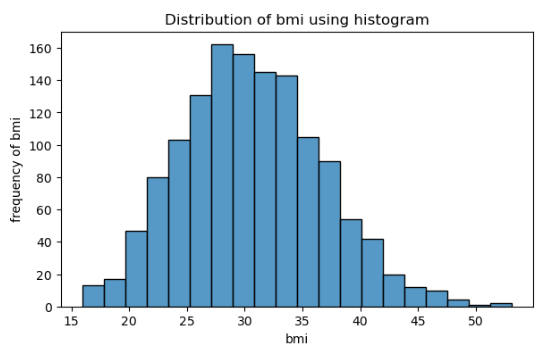 Distribution of bmi using histogram
160
140
120
100
80
60
40
20
0
frequency of bmi
15 20 25 30 35 40 45 50
bmi